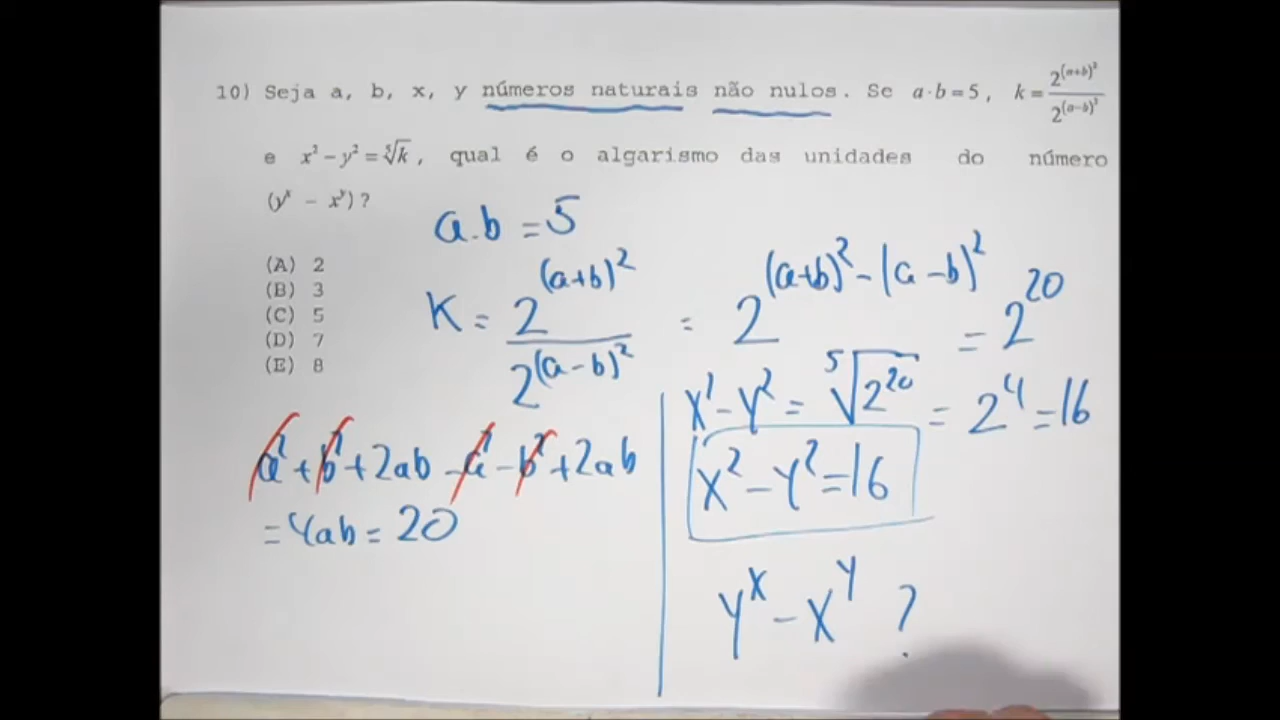 10) Seja a, b, x, y números naturais não nulos. Se a·b=5, k=2^(a+b)²/2^(a-b)²
e x²-y²=⁵√k, qual é o algarismo das unidades do número
(y^x - x^y)?
(A) 2
(B) 3
(C) 5
(D) 7
(E) 8
a.b=5
K = 2^(a+b)²/2^(a-b)² = 2^(a+b)²-(a-b)² = 2^20
a²+b²+2ab-a²-b²+2ab
=4ab=20
X²-Y² = ⁵√2^20 = 2^4 =16
X²-Y²=16
Y^X - X^Y ?